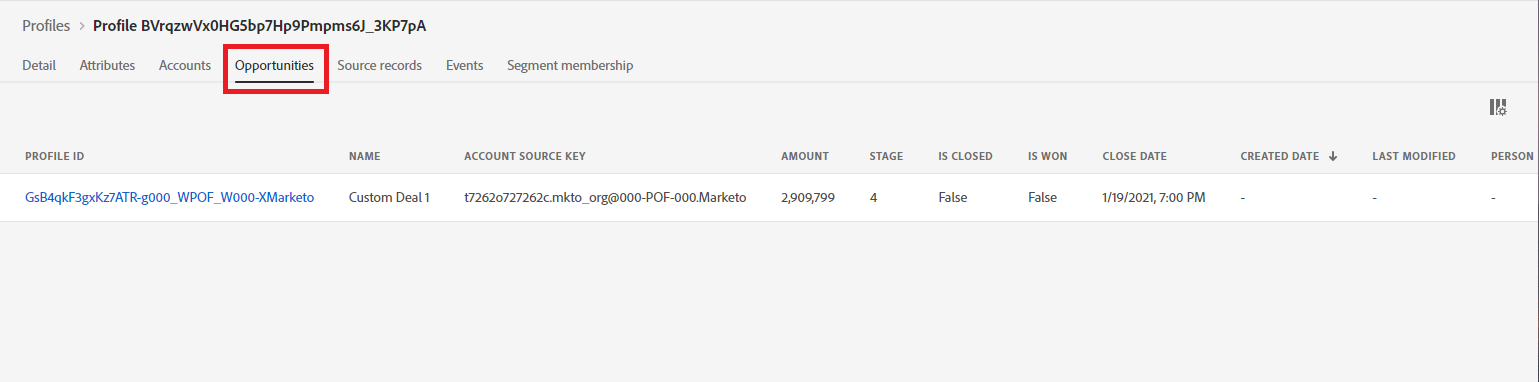 Profiles > Profile BVrqzwVx0HG5bp7Hp9Pmpms6J_3KP7pA
Detail Attributes Accounts Opportunities Source records Events Segment membership
PROFILE ID NAME ACCOUNT SOURCE KEY AMOUNT STAGE IS CLOSED IS WON CLOSE DATE CREATED DATE ↓ LAST MODIFIED PERSON
GsB4qkF3gxKz7ATR-g000_WPOF_W000-XMarketo Custom Deal 1 t7262o727262c.mkto_org@000-POF-000.Marketo 2,909,799 4 False False 1/19/2021, 7:00 PM - - -